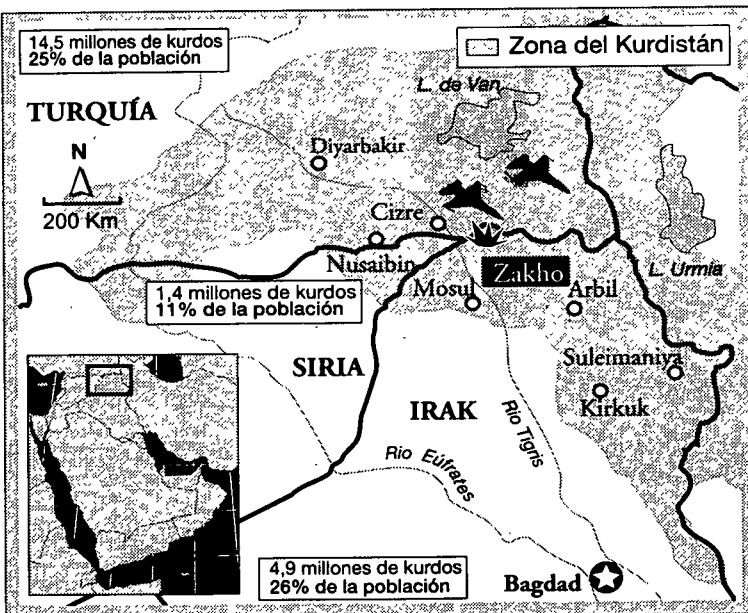 14,5 millones de kurdos
25% de la población
Zona del Kurdistán
L. de Van
TURQUÍA
Diyarbakir
N
200 Km
Cizre
Nusaibin
Zakho
L. Urmia
1,4 millones de kurdos
11% de la población
Mosul
Arbil
SIRIA
Suleimaniya
IRAK
Kirkuk
Rio Tigris
Rio Eúfrates
4,9 millones de kurdos
26% de la población
Bagdad